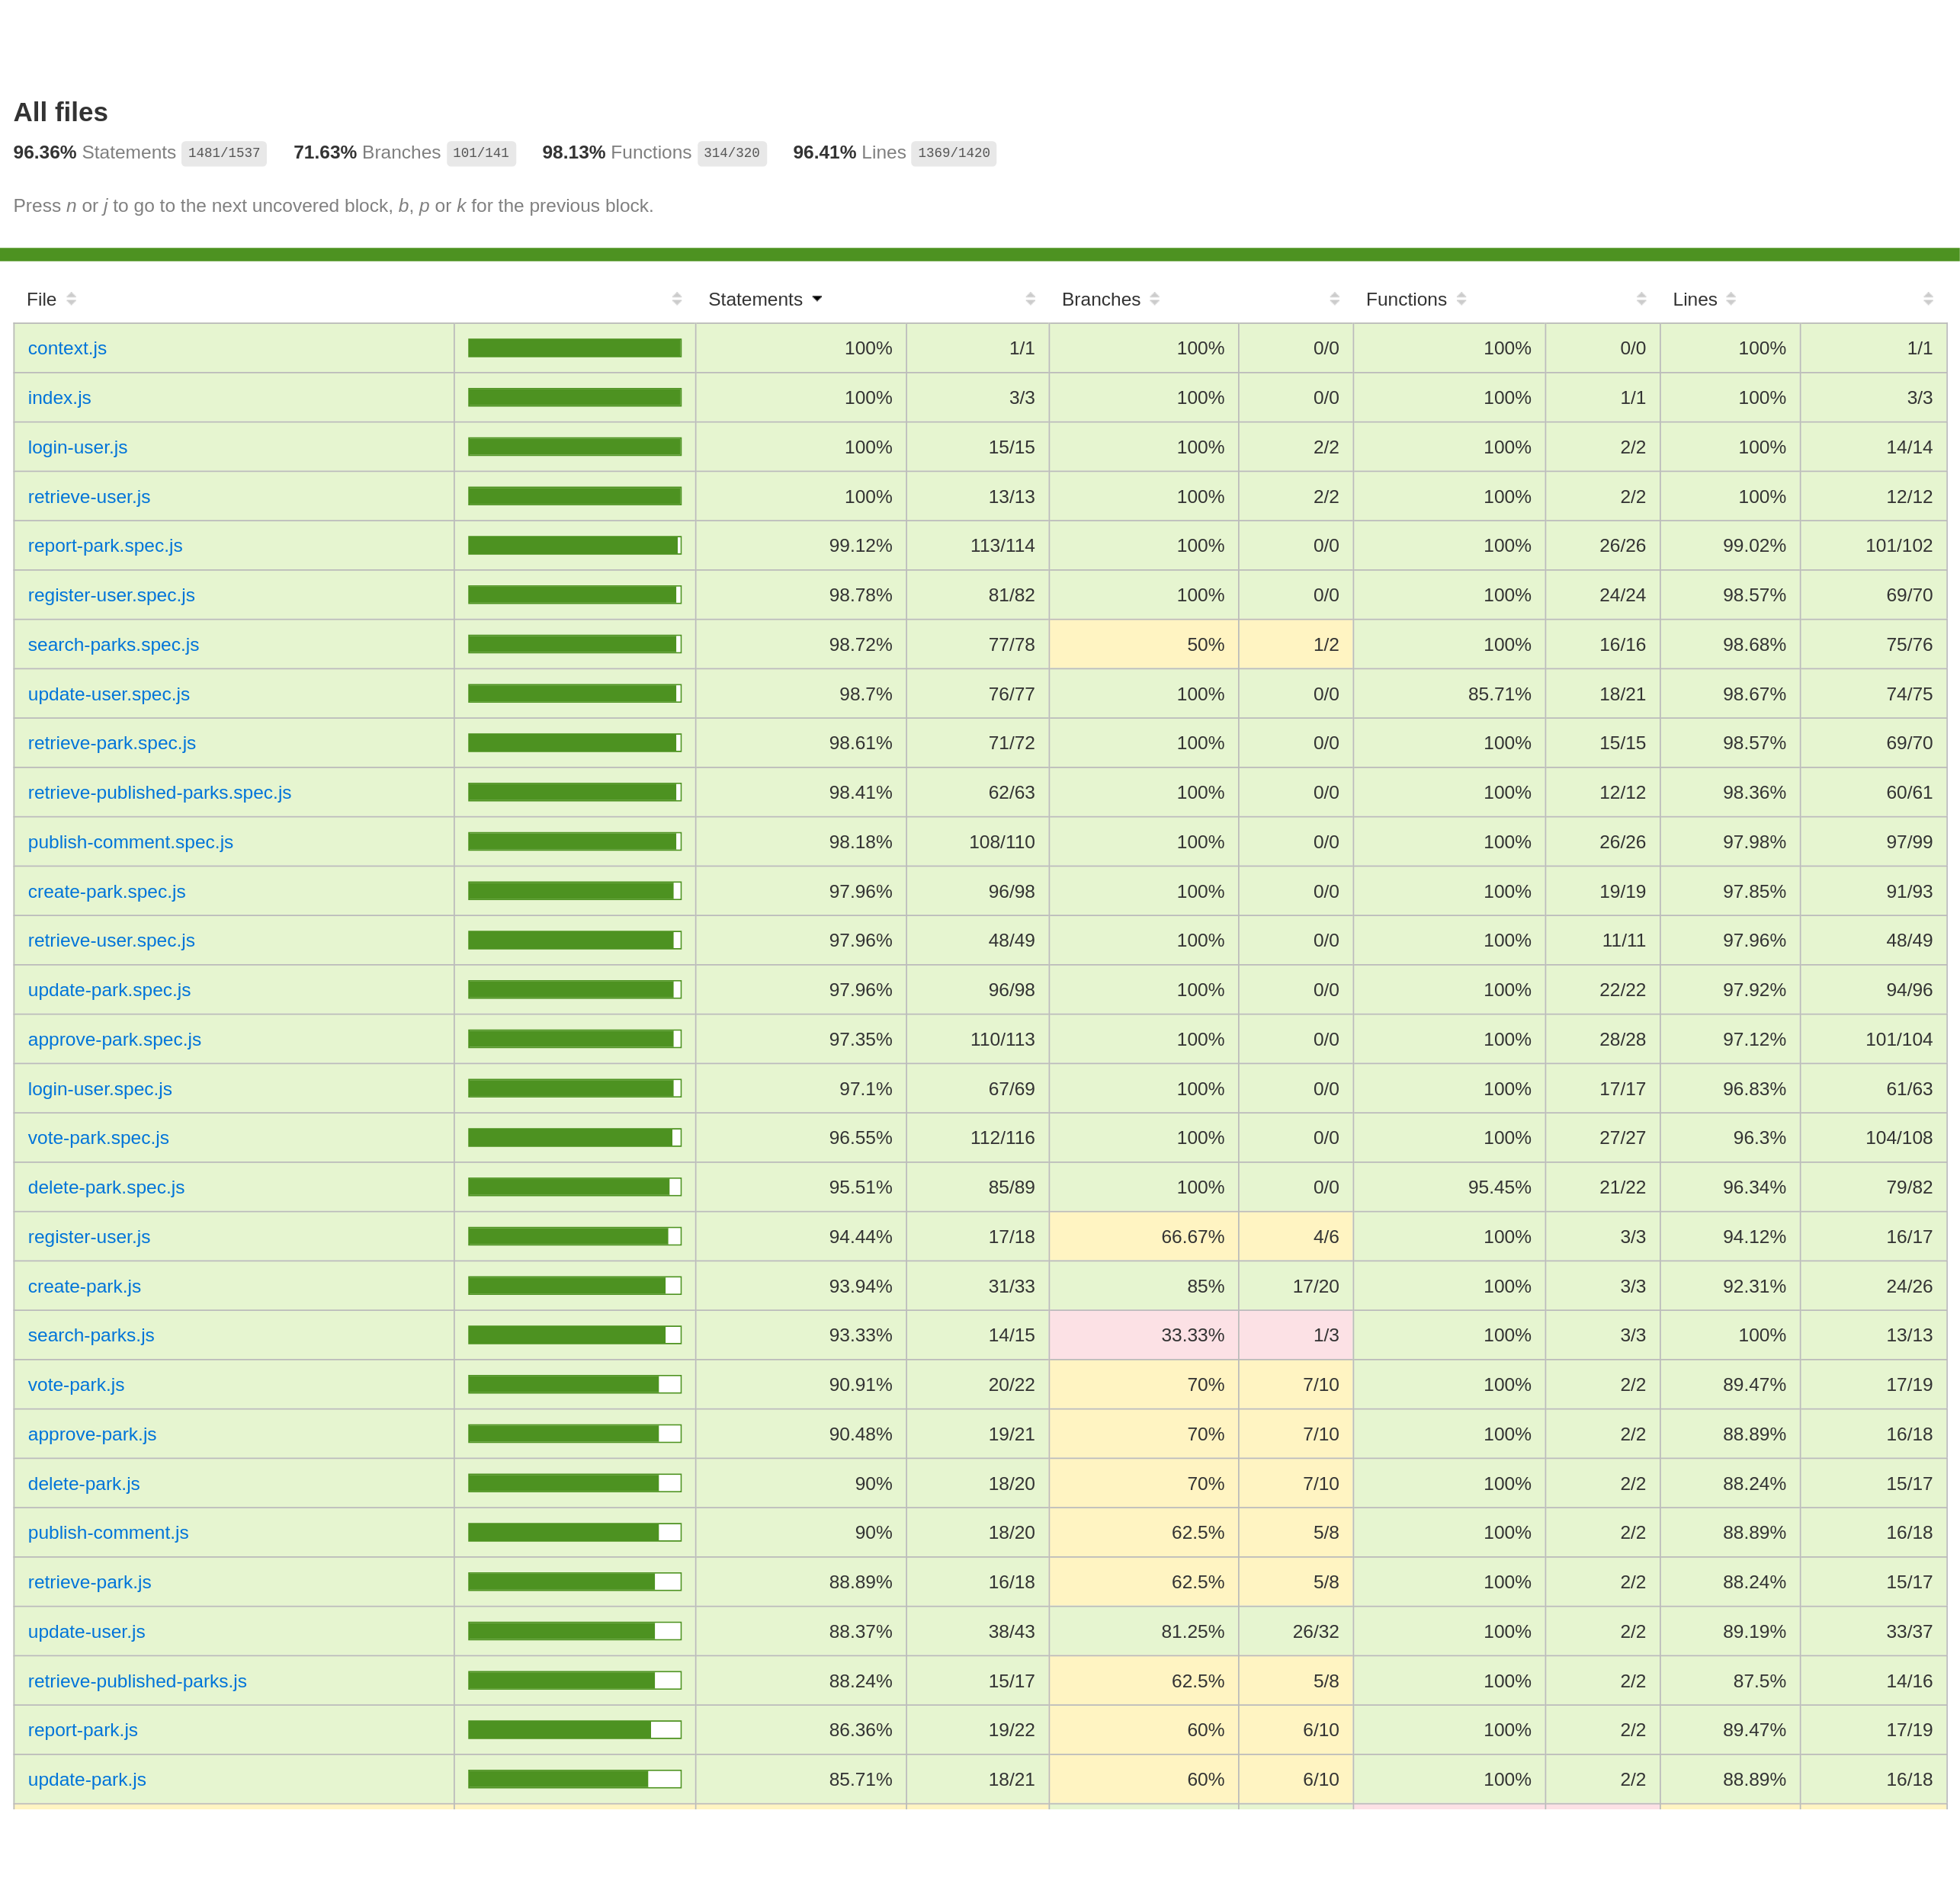 All files
96.36% Statements 1481/1537 71.63% Branches 101/141 98.13% Functions 314/320 96.41% Lines 1369/1420
Press n or j to go to the next uncovered block, b, p or k for the previous block.
File Statements Branches Functions Lines
context.js 100% 1/1 100% 0/0 100% 0/0 100% 1/1
index.js 100% 3/3 100% 0/0 100% 1/1 100% 3/3
login-user.js 100% 15/15 100% 2/2 100% 2/2 100% 14/14
retrieve-user.js 100% 13/13 100% 2/2 100% 2/2 100% 12/12
report-park.spec.js 99.12% 113/114 100% 0/0 100% 26/26 99.02% 101/102
register-user.spec.js 98.78% 81/82 100% 0/0 100% 24/24 98.57% 69/70
search-parks.spec.js 98.72% 77/78 50% 1/2 100% 16/16 98.68% 75/76
update-user.spec.js 98.7% 76/77 100% 0/0 85.71% 18/21 98.67% 74/75
retrieve-park.spec.js 98.61% 71/72 100% 0/0 100% 15/15 98.57% 69/70
retrieve-published-parks.spec.js 98.41% 62/63 100% 0/0 100% 12/12 98.36% 60/61
publish-comment.spec.js 98.18% 108/110 100% 0/0 100% 26/26 97.98% 97/99
create-park.spec.js 97.96% 96/98 100% 0/0 100% 19/19 97.85% 91/93
retrieve-user.spec.js 97.96% 48/49 100% 0/0 100% 11/11 97.96% 48/49
update-park.spec.js 97.96% 96/98 100% 0/0 100% 22/22 97.92% 94/96
approve-park.spec.js 97.35% 110/113 100% 0/0 100% 28/28 97.12% 101/104
login-user.spec.js 97.1% 67/69 100% 0/0 100% 17/17 96.83% 61/63
vote-park.spec.js 96.55% 112/116 100% 0/0 100% 27/27 96.3% 104/108
delete-park.spec.js 95.51% 85/89 100% 0/0 95.45% 21/22 96.34% 79/82
register-user.js 94.44% 17/18 66.67% 4/6 100% 3/3 94.12% 16/17
create-park.js 93.94% 31/33 85% 17/20 100% 3/3 92.31% 24/26
search-parks.js 93.33% 14/15 33.33% 1/3 100% 3/3 100% 13/13
vote-park.js 90.91% 20/22 70% 7/10 100% 2/2 89.47% 17/19
approve-park.js 90.48% 19/21 70% 7/10 100% 2/2 88.89% 16/18
delete-park.js 90% 18/20 70% 7/10 100% 2/2 88.24% 15/17
publish-comment.js 90% 18/20 62.5% 5/8 100% 2/2 88.89% 16/18
retrieve-park.js 88.89% 16/18 62.5% 5/8 100% 2/2 88.24% 15/17
update-user.js 88.37% 38/43 81.25% 26/32 100% 2/2 89.19% 33/37
retrieve-published-parks.js 88.24% 15/17 62.5% 5/8 100% 2/2 87.5% 14/16
report-park.js 86.36% 19/22 60% 6/10 100% 2/2 89.47% 17/19
update-park.js 85.71% 18/21 60% 6/10 100% 2/2 88.89% 16/18